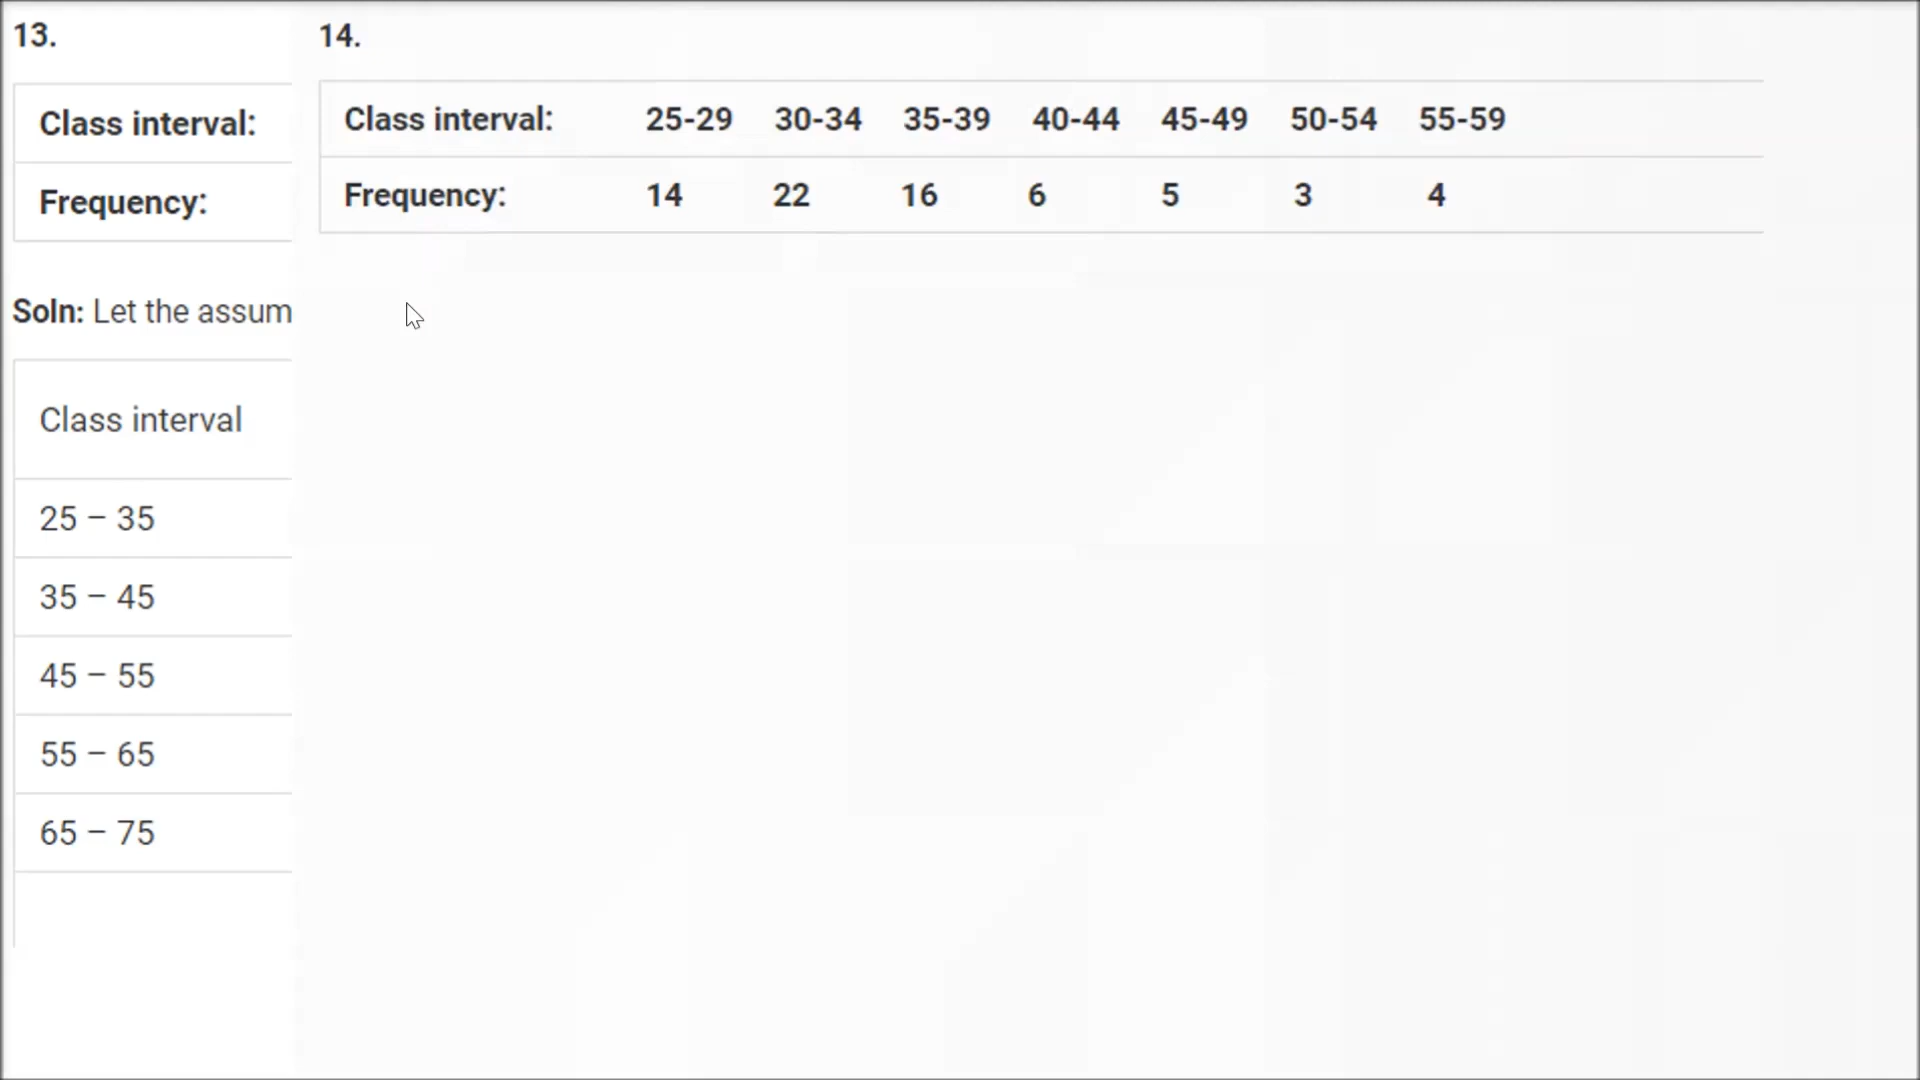 13.
Class interval:
Frequency:
Soln: Let the assum
Class interval
25 – 35
35 – 45
45 – 55
55 – 65
65 – 75
14.
Class interval: 25-29 30-34 35-39 40-44 45-49 50-54 55-59
Frequency: 14 22 16 6 5 3 4